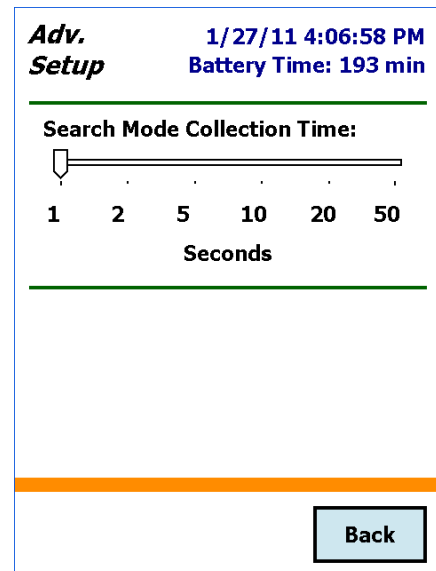 Adv. 1/27/11 4:06:58 PM
Setup Battery Time: 193 min
Search Mode Collection Time:
1 2 5 10 20 50
Seconds
Back